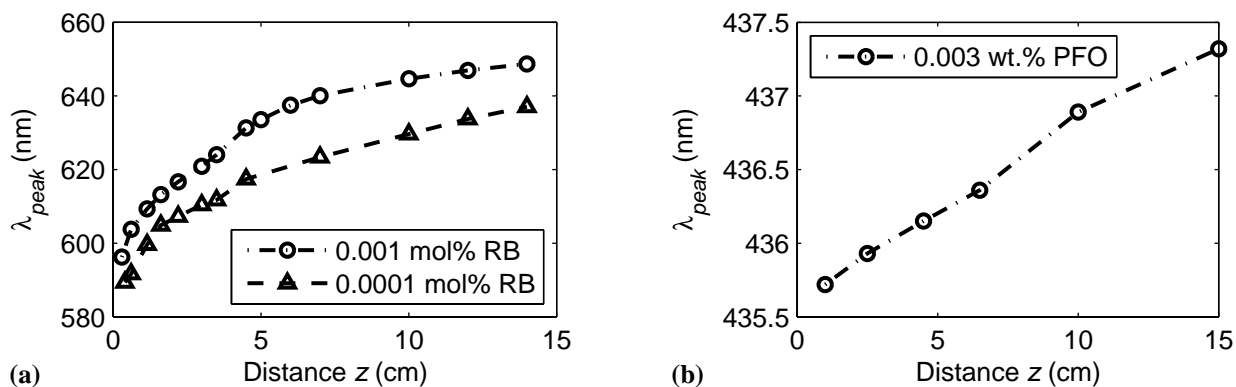 660
640
620
600
580
λpeak (nm)
0.001 mol% RB
0.0001 mol% RB
0 5 10 15
Distance z (cm)
(a)
437.5
437
436.5
436
435.5
λpeak (nm)
0.003 wt.% PFO
0 5 10 15
Distance z (cm)
(b)